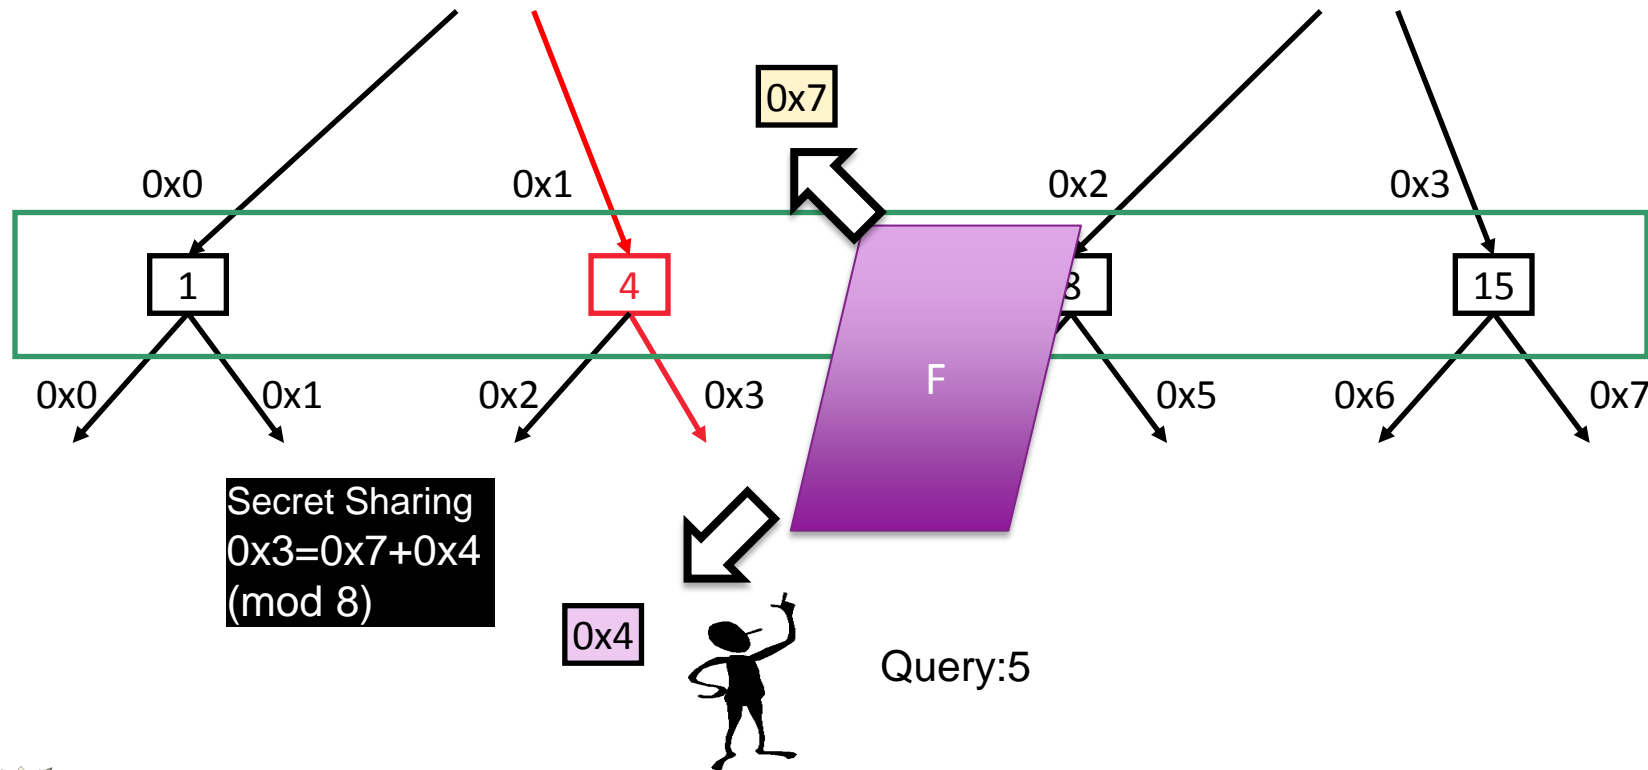 0x7
0x0
0x1
0x2
0x3
1
4
8
15
F
0x0
0x1
0x2
0x3
0x5
0x6
0x7
Secret Sharing
0x3=0x7+0x4
(mod 8)
0x4
Query:5